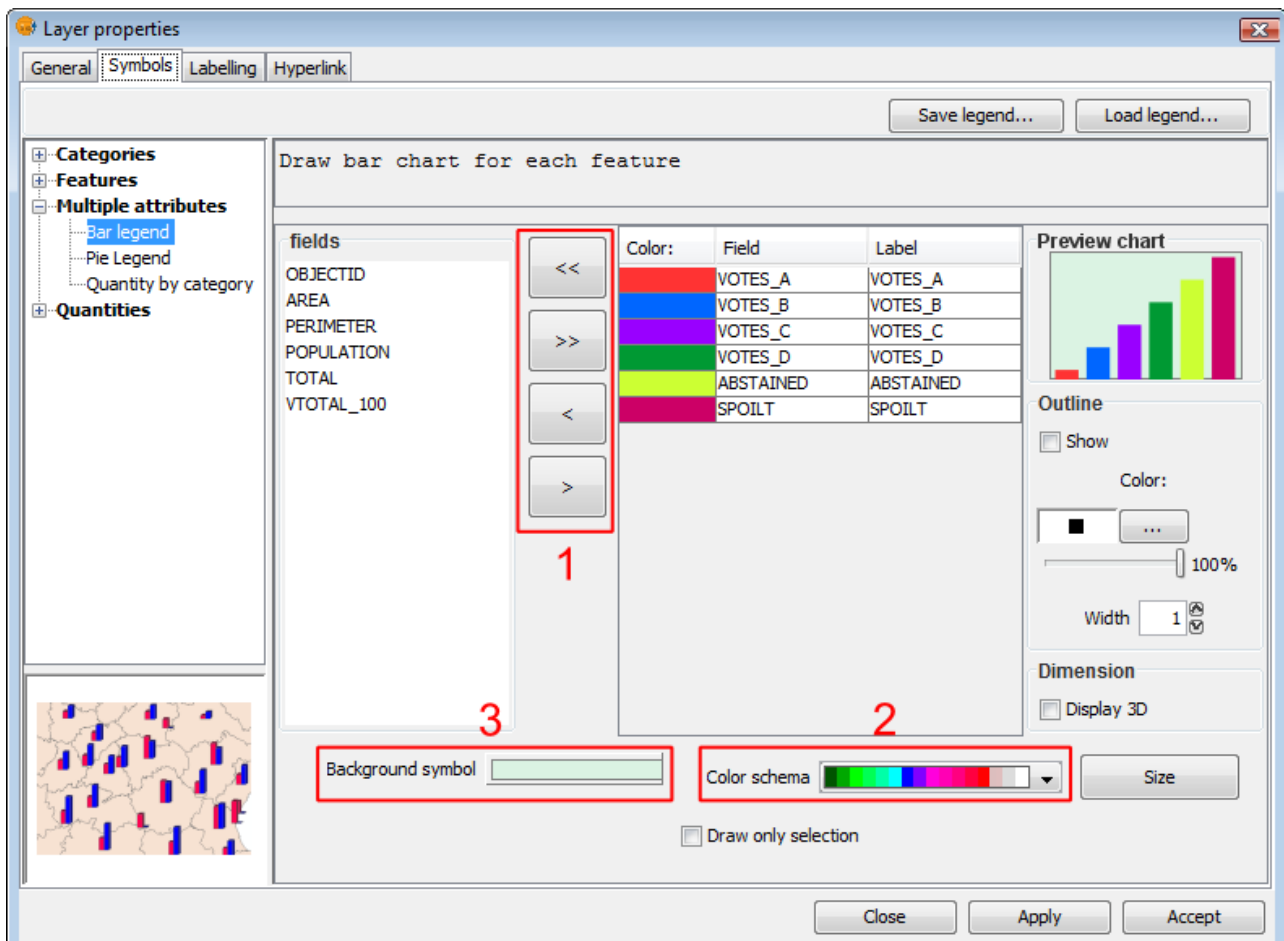 Layer properties
General Symbols Labelling Hyperlink
Save legend... Load legend...
Categories
Features
Multiple attributes
Bar legend
Pie Legend
Quantity by category
Quantities
Draw bar chart for each feature
fields
OBJECTID
AREA
PERIMETER
POPULATION
TOTAL
VTOTAL_100
<<
>>
<
>
1
Color: Field Label
VOTES_A VOTES_A
VOTES_B VOTES_B
VOTES_C VOTES_C
VOTES_D VOTES_D
ABSTAINED ABSTAINED
SPOILT SPOILT
Preview chart
Outline
Show
Color:
...
100%
Width 1
Dimension
Display 3D
3
2
Background symbol
Color schema
Size
Draw only selection
Close Apply Accept